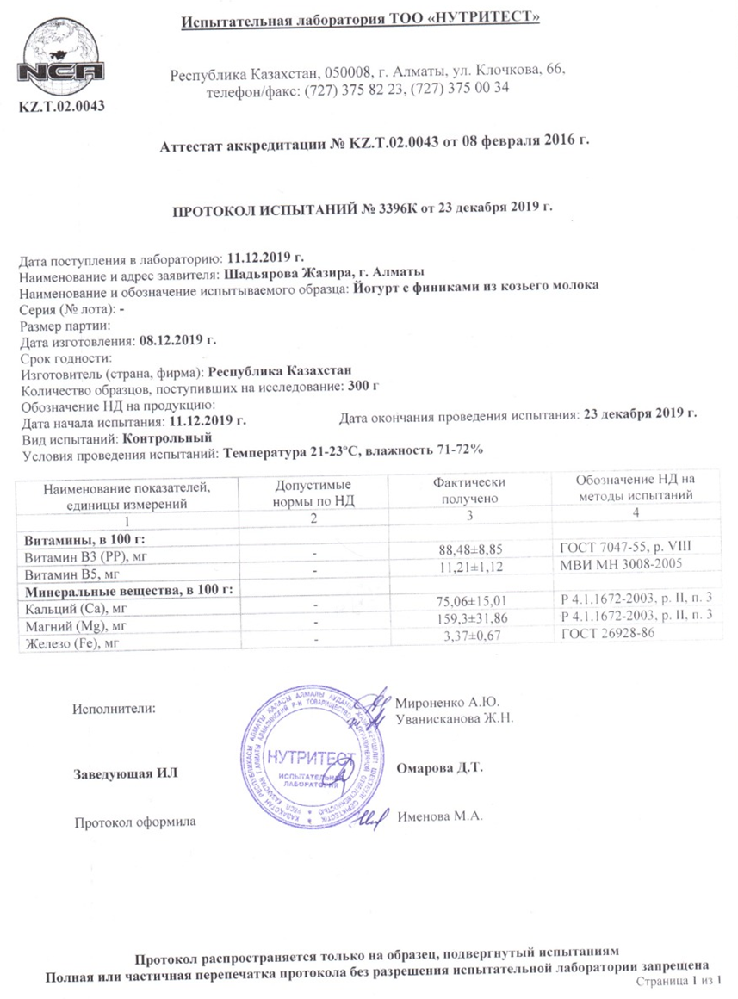 Испытательная лаборатория ТОО «НУТРИТЕСТ»
NCA
KZ.T.02.0043
Республика Казахстан, 050008, г. Алматы, ул. Клочкова, 66,
телефон/факс: (727) 375 82 23, (727) 375 00 34
Аттестат аккредитации № KZ.T.02.0043 от 08 февраля 2016 г.
ПРОТОКОЛ ИСПЫТАНИЙ № 3396К от 23 декабря 2019 г.
Дата поступления в лабораторию: 11.12.2019 г.
Наименование и адрес заявителя: Шадьярова Жазира, г. Алматы
Наименование и обозначение испытываемого образца: Йогурт с финиками из козьего молока
Серия (№ лота): -
Размер партии:
Дата изготовления: 08.12.2019 г.
Срок годности:
Изготовитель (страна, фирма): Республика Казахстан
Количество образцов, поступивших на исследование: 300 г
Обозначение НД на продукцию:
Дата начала испытания: 11.12.2019 г. Дата окончания проведения испытания: 23 декабря 2019 г.
Вид испытаний: Контрольный
Условия проведения испытаний: Температура 21-23ºС, влажность 71-72%
Наименование показателей, Допустимые Фактически Обозначение НД на
единицы измерений нормы по НД получено методы испытаний
1 2 3 4
Витамины, в 100 г:
Витамин В3 (РР), мг - 88,48±8,85 ГОСТ 7047-55, р. VIII
Витамин В5, мг - 11,21±1,12 МВИ МН 3008-2005
Минеральные вещества, в 100 г:
Кальций (Са), мг - 75,06±15,01 Р 4.1.1672-2003, р. II, п. 3
Магний (Mg), мг - 159,3±31,86 Р 4.1.1672-2003, р. II, п. 3
Железо (Fe), мг - 3,37±0,67 ГОСТ 26928-86
Исполнители: Мироненко А.Ю.
Уванисканова Ж.Н.
НУТРИТЕСТ
ИСПЫТАТЕЛЬНАЯ
ЛАБОРАТОРИЯ
Заведующая ИЛ Омарова Д.Т.
Протокол оформила Именова М.А.
Протокол распространяется только на образец, подвергнутый испытаниям
Полная или частичная перепечатка протокола без разрешения испытательной лаборатории запрещена
Страница 1 из 1